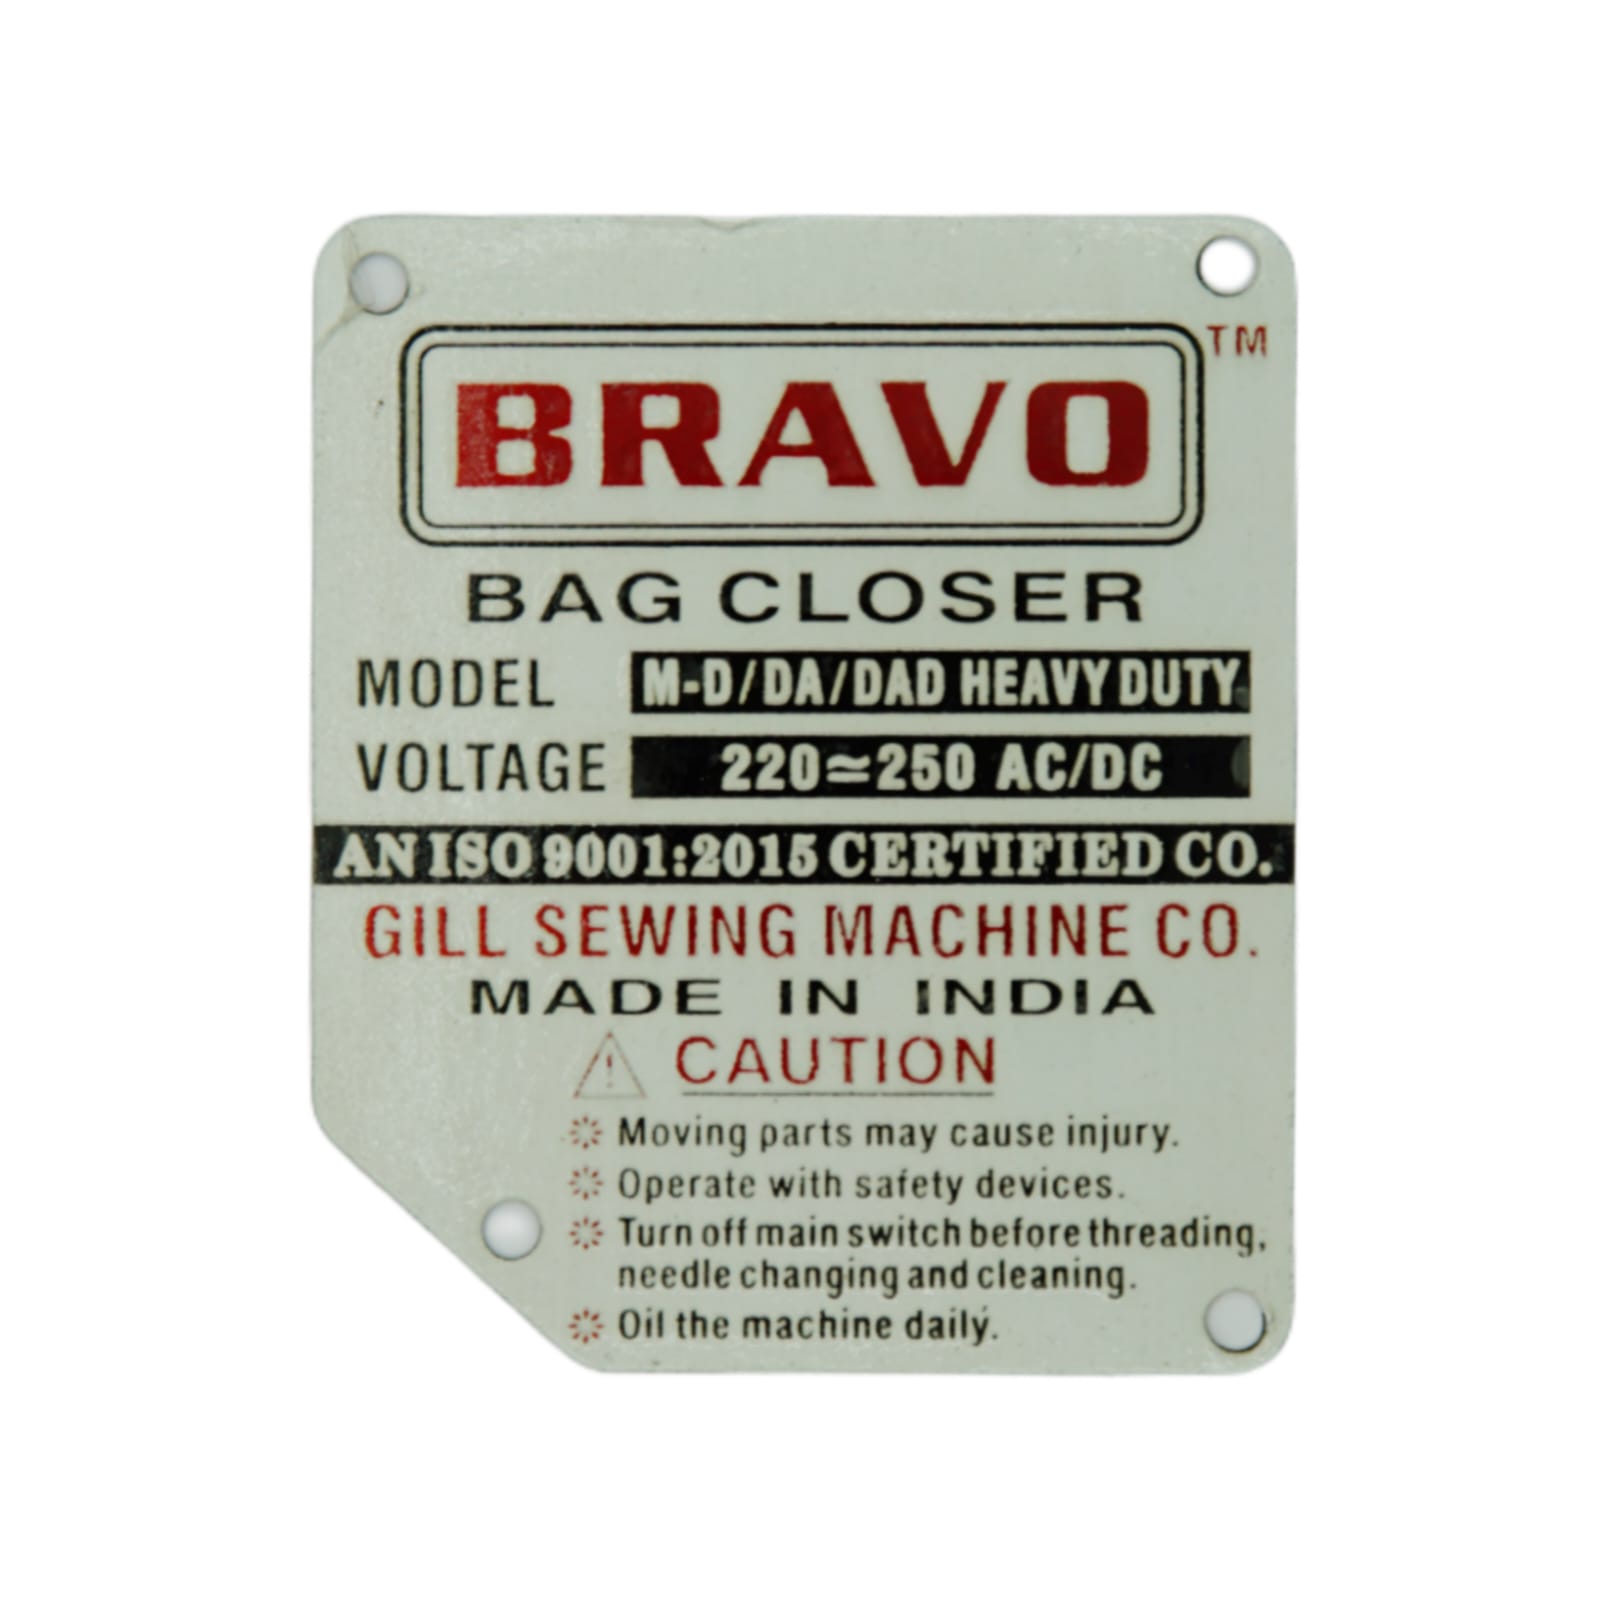 BRAVO TM
BAG CLOSER
MODEL M-D/DA/DAD HEAVY DUTY
VOLTAGE 220≃250 AC/DC
AN ISO 9001:2015 CERTIFIED CO.
GILL SEWING MACHINE CO.
MADE IN INDIA
! CAUTION
Moving parts may cause injury.
Operate with safety devices.
Turn off main switch before threading,
needle changing and cleaning.
Oil the machine daily.